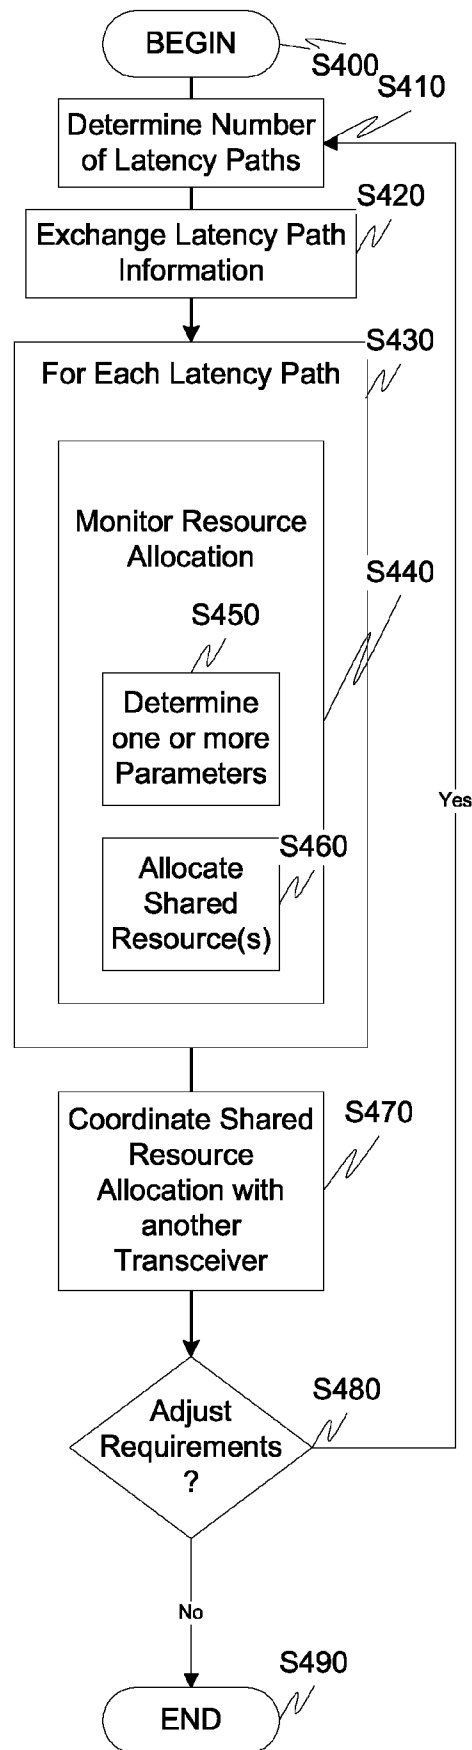 BEGIN
S400
S410
Determine Number
of Latency Paths
S420
Exchange Latency Path
Information
S430
For Each Latency Path
Monitor Resource
Allocation
S440
S450
Determine
one or more
Parameters
Yes
S460
Allocate
Shared
Resource(s)
Coordinate Shared
Resource
Allocation with
another
Transceiver
S470
S480
Adjust
Requirements
?
No
S490
END